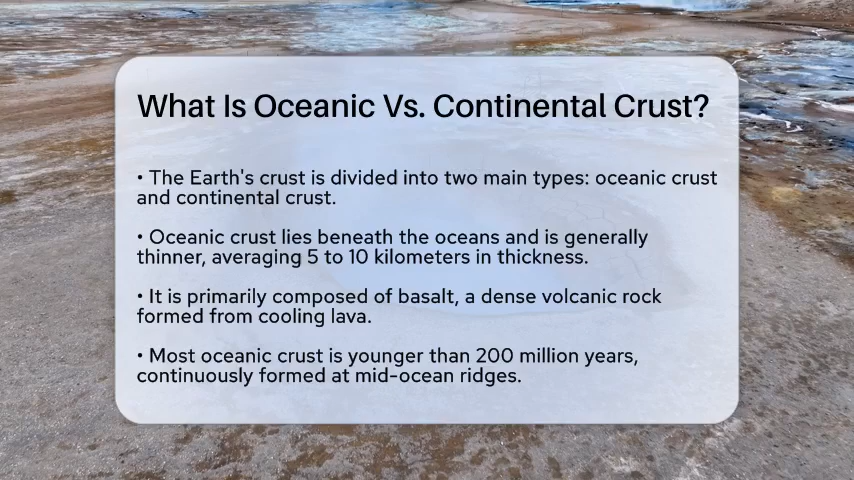 What Is Oceanic Vs. Continental Crust?
• The Earth's crust is divided into two main types: oceanic crust
and continental crust.
• Oceanic crust lies beneath the oceans and is generally
thinner, averaging 5 to 10 kilometers in thickness.
• It is primarily composed of basalt, a dense volcanic rock
formed from cooling lava.
• Most oceanic crust is younger than 200 million years,
continuously formed at mid-ocean ridges.